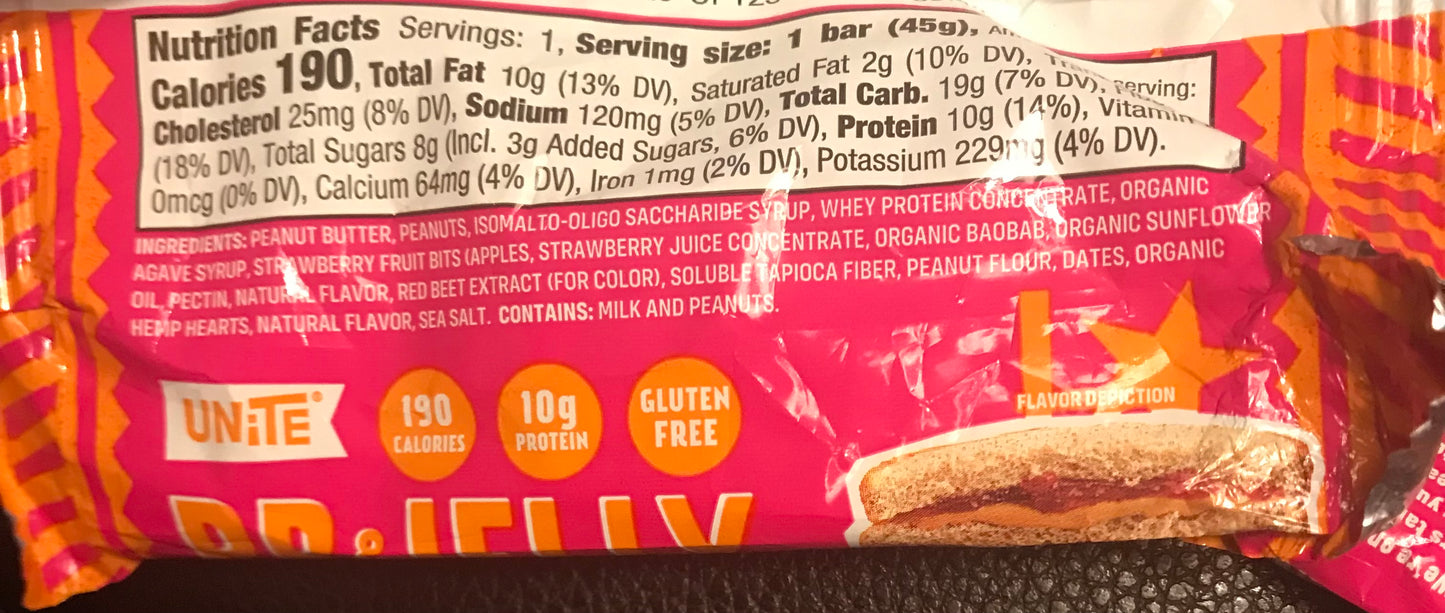 Nutrition Facts Servings: 1, Serving size: 1 bar (45g),
Calories 190, Total Fat 10g (13% DV), Saturated Fat 2g (10% DV),
Cholesterol 25mg (8% DV), Sodium 120mg (5% DV), Total Carb. 19g (7% DV), serving:
(18% DV), Total Sugars 8g (Incl. 3g Added Sugars, 6% DV), Protein 10g (14%), Vitamin
0mcg (0% DV), Calcium 64mg (4% DV), Iron 1mg (2% DV), Potassium 229mg (4% DV).
INGREDIENTS: PEANUT BUTTER, PEANUTS, ISOMALTO-OLIGO SACCHARIDE SYRUP, WHEY PROTEIN CONCENTRATE, ORGANIC
AGAVE SYRUP, STRAWBERRY FRUIT BITS (APPLES, STRAWBERRY JUICE CONCENTRATE, ORGANIC BAOBAB, ORGANIC SUNFLOWER
OIL, PECTIN, NATURAL FLAVOR, RED BEET EXTRACT (FOR COLOR), SOLUBLE TAPIOCA FIBER, PEANUT FLOUR, DATES, ORGANIC
HEMP HEARTS, NATURAL FLAVOR, SEA SALT. CONTAINS: MILK AND PEANUTS.
UNiTE®
190
CALORIES
10g
PROTEIN
GLUTEN
FREE
FLAVOR DEPICTION
PB & JELLY